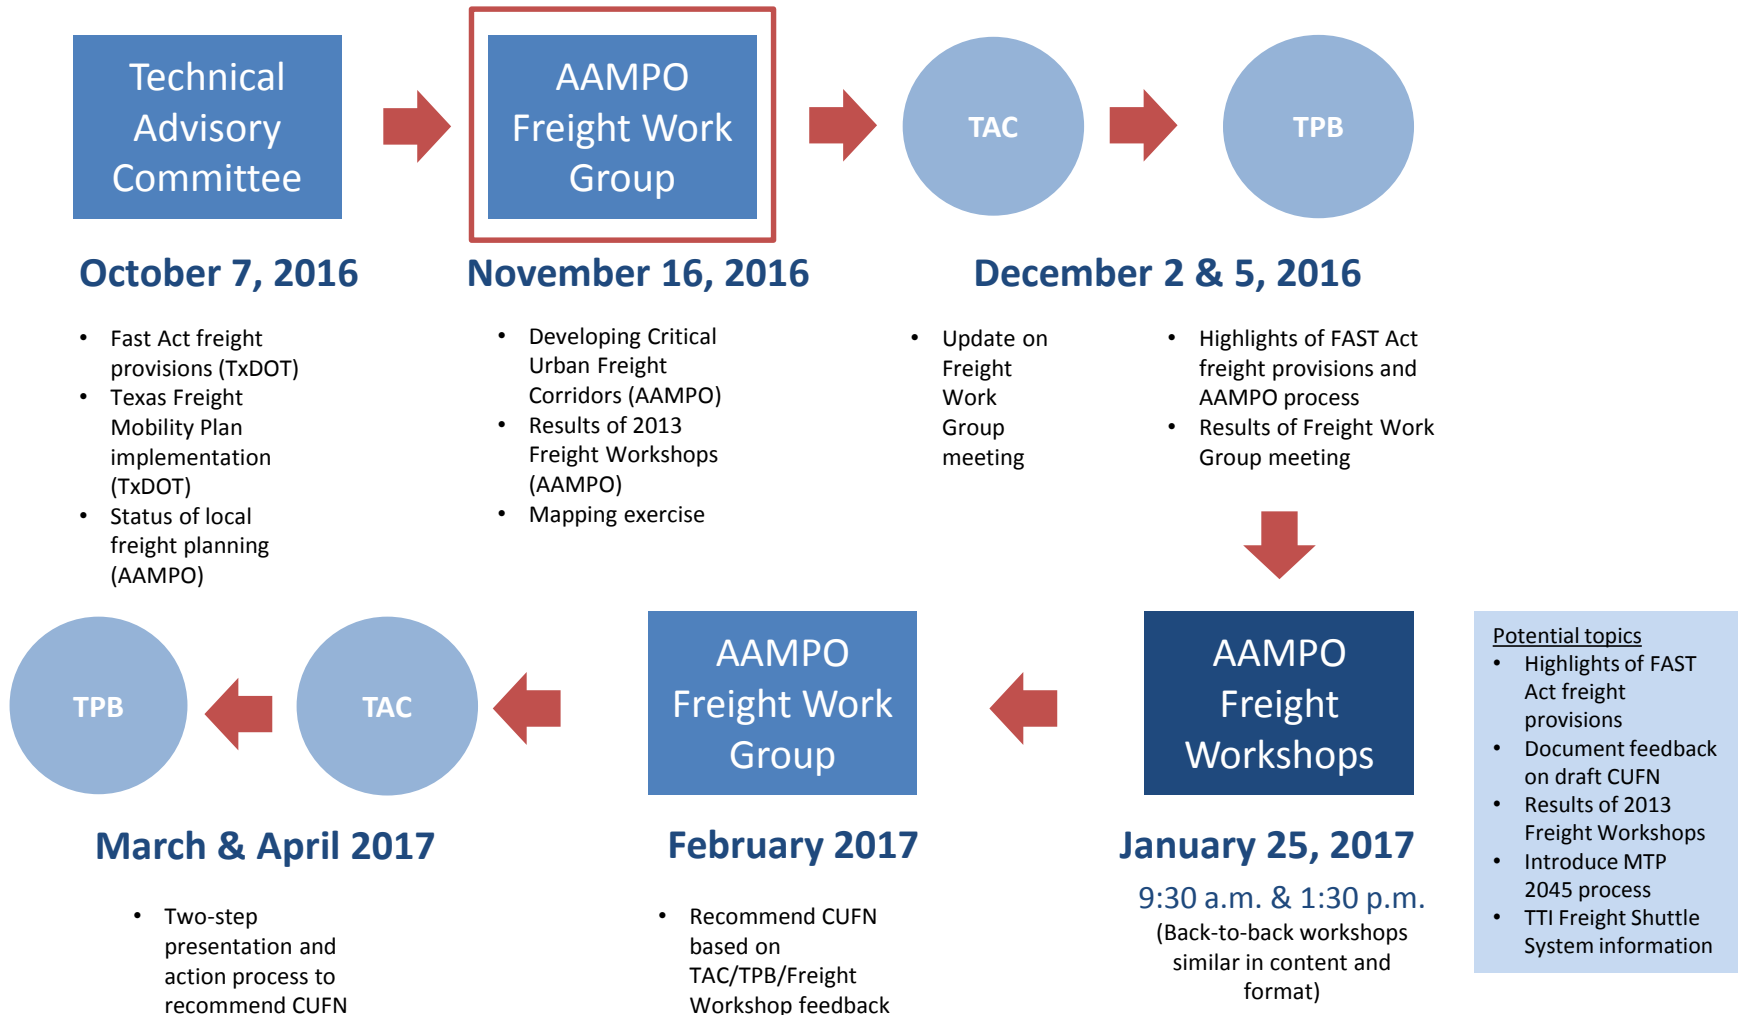 Technical
Advisory
Committee
AAMPO
Freight Work
Group
TAC
TPB
October 7, 2016
November 16, 2016
December 2 & 5, 2016
• Fast Act freight
provisions (TxDOT)
• Texas Freight
Mobility Plan
implementation
(TxDOT)
• Status of local
freight planning
(AAMPO)
• Developing Critical
Urban Freight
Corridors (AAMPO)
• Results of 2013
Freight Workshops
(AAMPO)
• Mapping exercise
• Update on
Freight
Work
Group
meeting
• Highlights of FAST Act
freight provisions and
AAMPO process
• Results of Freight Work
Group meeting
TPB
TAC
AAMPO
Freight Work
Group
AAMPO
Freight
Workshops
Potential topics
• Highlights of FAST
Act freight
provisions
• Document feedback
on draft CUFN
• Results of 2013
Freight Workshops
• Introduce MTP
2045 process
• TTI Freight Shuttle
System information
March & April 2017
• Two-step
presentation and
action process to
recommend CUFN
February 2017
• Recommend CUFN
based on
TAC/TPB/Freight
Workshop feedback
January 25, 2017
9:30 a.m. & 1:30 p.m.
(Back-to-back workshops
similar in content and
format)